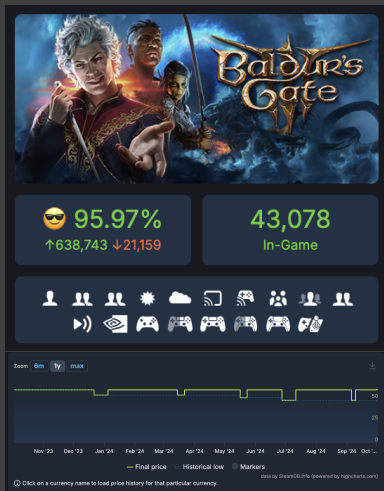 BALDUR'S
GATE
III
95.97%
↑638,743 ↓21,159
43,078
In-Game
Zoom 6m 1y max
50
25
0
Nov '23 Dec '23 Jan '24 Feb '24 Mar '24 Apr '24 May '24 Jun '24 Jul '24 Aug '24 Sep '24 Oct '...
Final price Historical low Markers
data by SteamDB.info (powered by highcharts.com)
Click on a currency name to load price history for that particular currency.